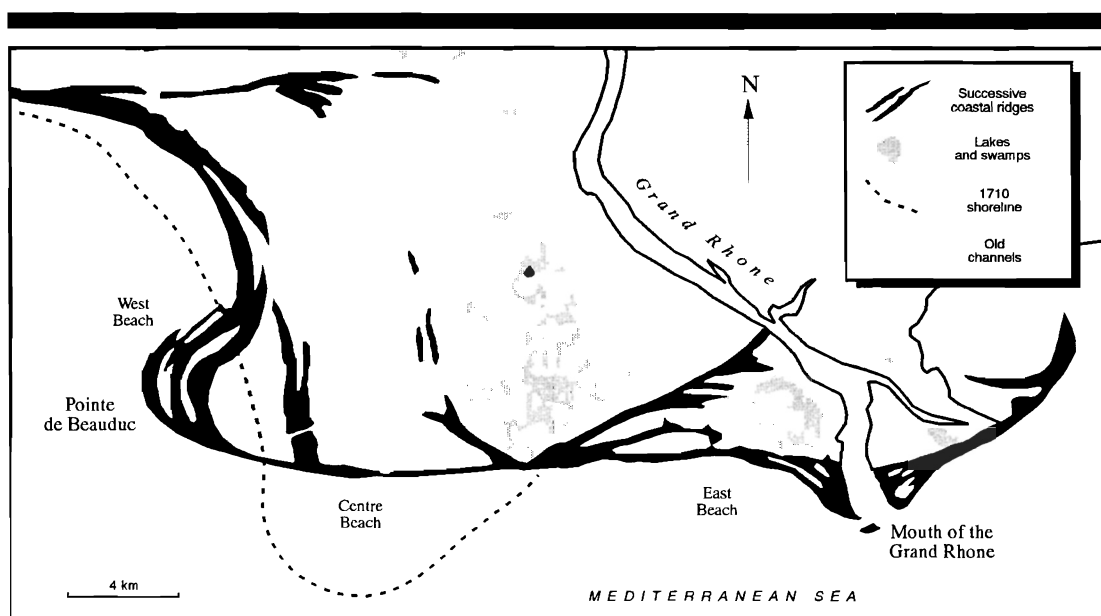 N
Successive
coastal ridges
Lakes
and swamps
1710
shoreline
Old
channels
Grand Rhone
West
Beach
Pointe
de Beauduc
Centre
Beach
East
Beach
Mouth of the
Grand Rhone
4 km
MEDITERRANEAN SEA